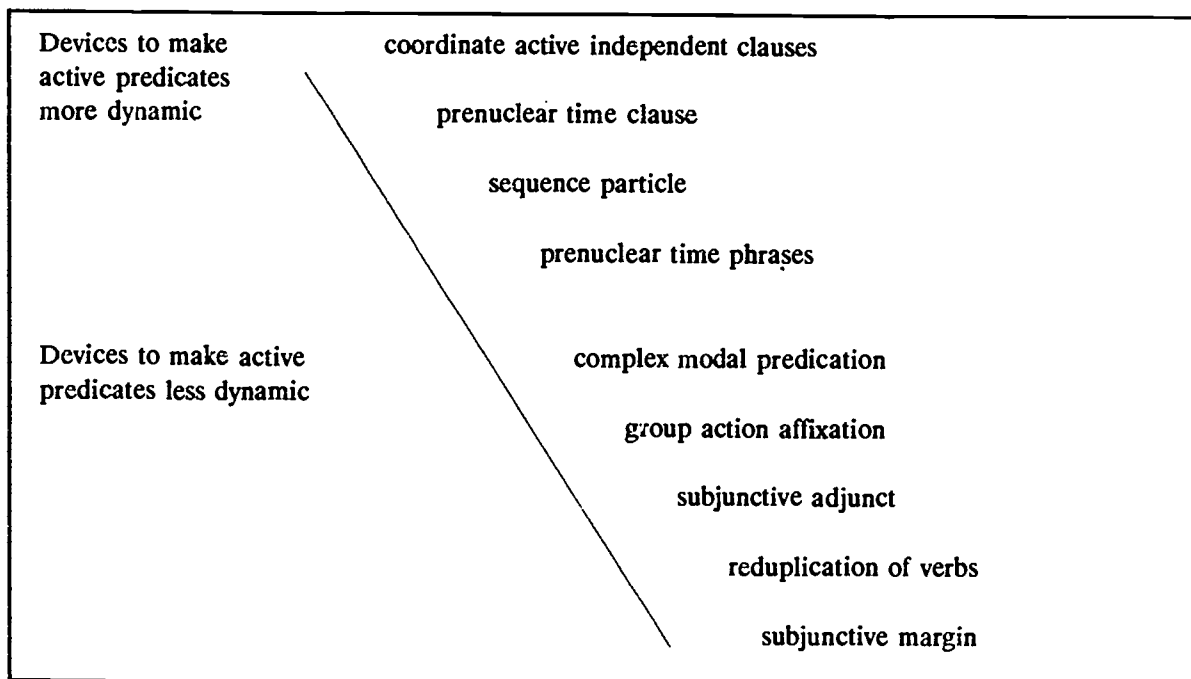 Devices to make
active predicates
more dynamic
coordinate active independent clauses
prenuclear time clause
sequence particle
prenuclear time phrases
Devices to make active
predicates less dynamic
complex modal predication
group action affixation
subjunctive adjunct
reduplication of verbs
subjunctive margin